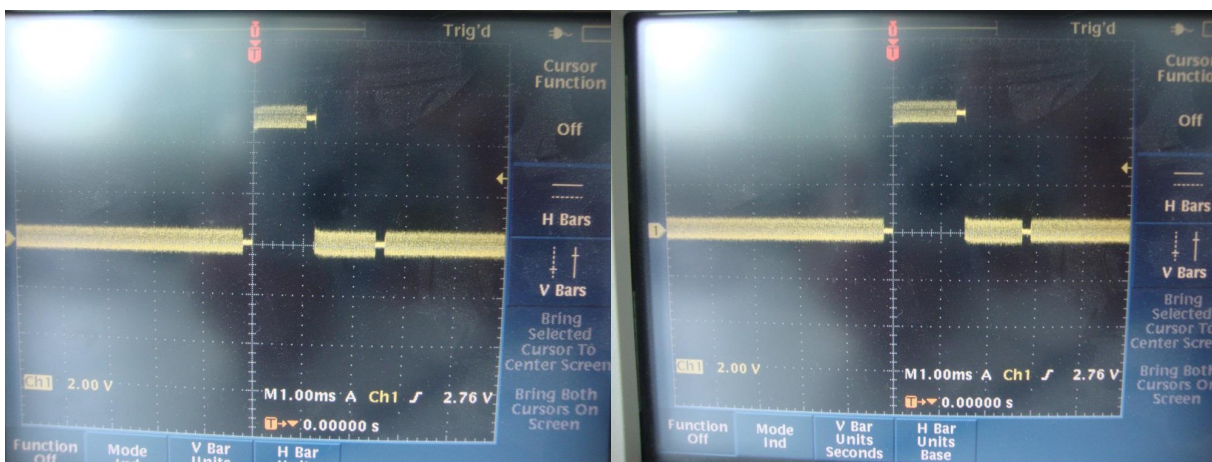 Trig'd
Cursor
Function
Off
H Bars
V Bars
Bring
Selected
Cursor To
Center Screen
Bring Both
Cursors On
Screen
Ch1 2.00 V
M1.00ms A Ch1 2.76 V
T 0.00000 s
Function
Off
Mode
Ind
V Bar
Units
H Bar
Trig'd
Curso
Functio
Off
1
H Bars
V Bars
Bring
Selected
Cursor To
Center Scre
Bring Both
Cursors On
Screen
Ch1 2.00 V
M1.00ms A Ch1 2.76 V
T 0.00000 s
Function
Off
Mode
Ind
V Bar
Units
Seconds
H Bar
Units
Base